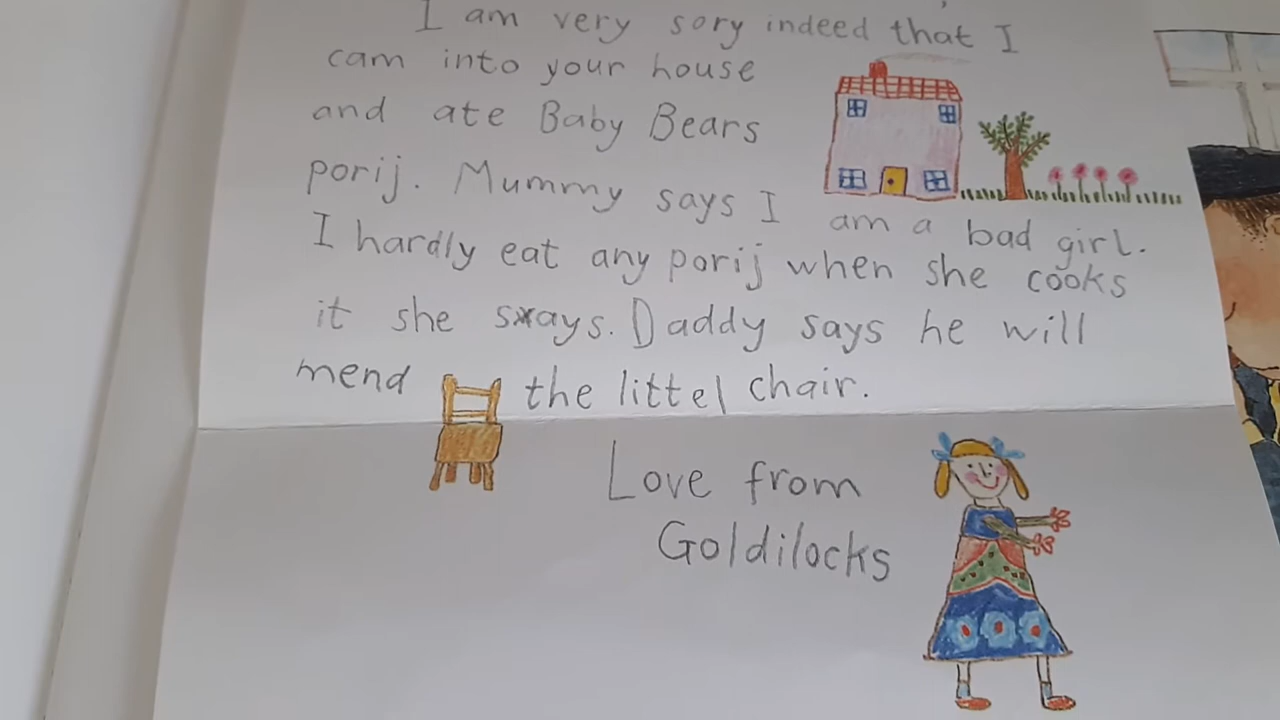 I am very sory indeed that I
cam into your house
and ate Baby Bears
porij. Mummy says I am a bad girl.
I hardly eat any porij when she cooks
it she sxays. Daddy says he will
mend the littel chair.
Love from
Goldilocks